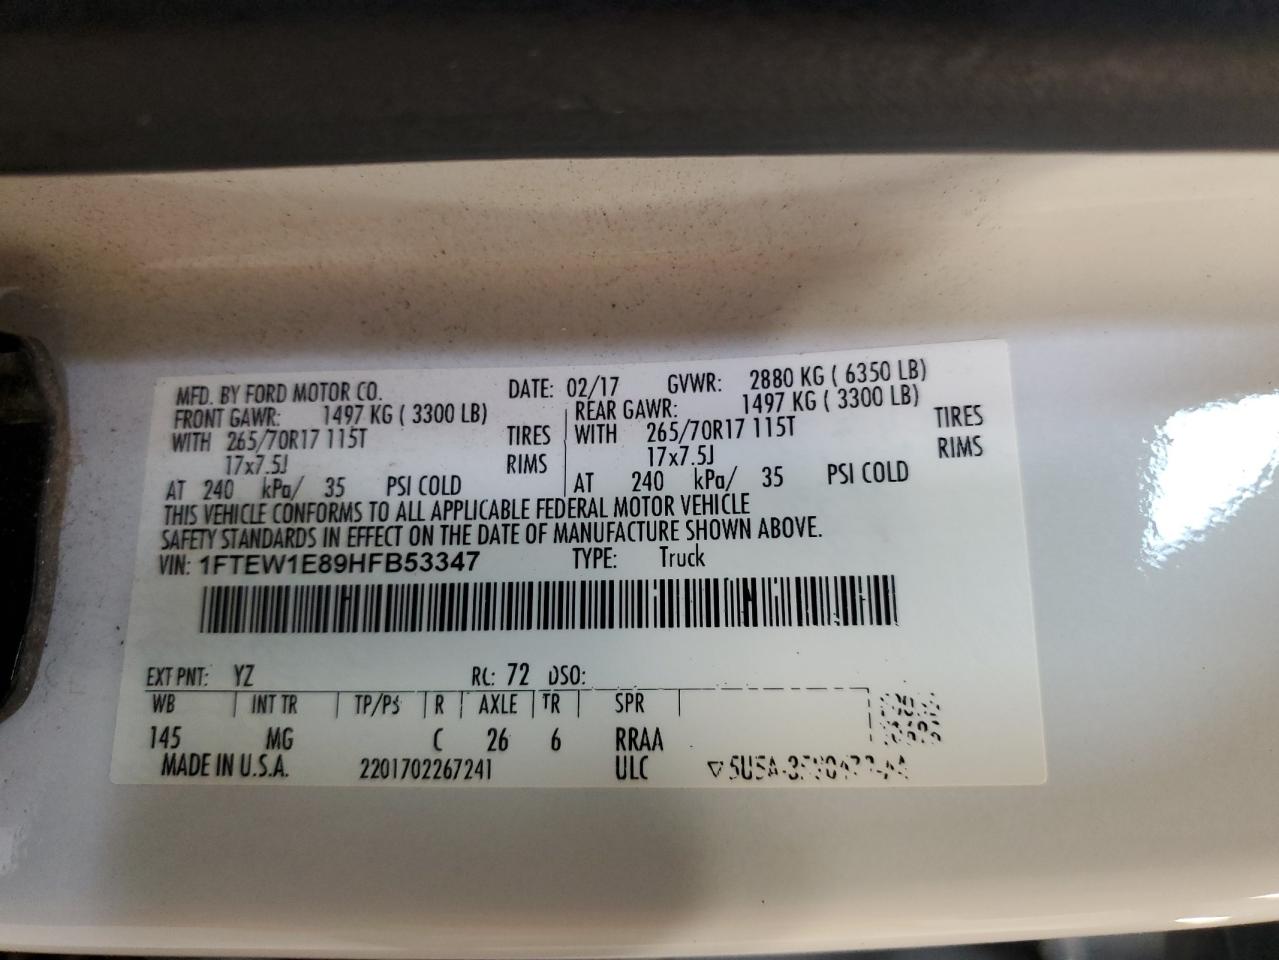 MFD. BY FORD MOTOR CO. DATE: 02/17 GVWR: 2880 KG ( 6350 LB)
FRONT GAWR: 1497 KG ( 3300 LB) REAR GAWR: 1497 KG ( 3300 LB)
WITH 265/70R17 115T TIRES WITH 265/70R17 115T TIRES
17x7.5J RIMS 17x7.5J RIMS
AT 240 kPa/ 35 PSI COLD AT 240 kPa/ 35 PSI COLD
THIS VEHICLE CONFORMS TO ALL APPLICABLE FEDERAL MOTOR VEHICLE
SAFETY STANDARDS IN EFFECT ON THE DATE OF MANUFACTURE SHOWN ABOVE.
VIN: 1FTEW1E89HFB53347 TYPE: Truck
EXT PNT: YZ RC: 72 DSO:
WB INT TR TP/PS R AXLE TR SPR
145 MG C 26 6 RRAA
MADE IN U.S.A. 2201702267241 ULC